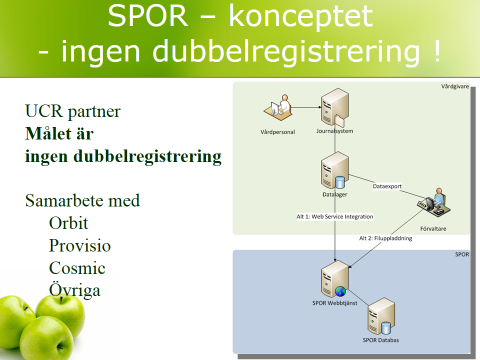 SPOR – konceptet
- ingen dubbelregistrering !
UCR partner
Målet är
ingen dubbelregistrering
Samarbete med
Orbit
Provisio
Cosmic
Övriga
Vårdgivare
Vårdpersonal
Journalsystem
Datalager
Dataexport
Alt 1: Web Service Integration
Förvaltare
Alt 2: Filuppladdning
SPOR
SPOR Webbtjänst
SPOR Databas